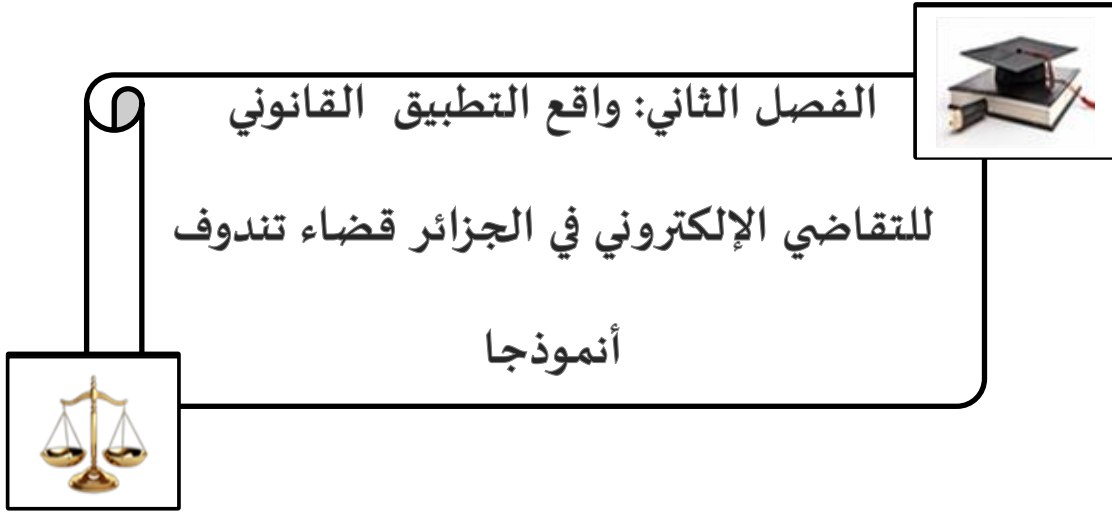 الفصل الثاني: واقع التطبيق القانوني
للتقاضي الإلكتروني في الجزائر قضاء تندوف
أنموذجا